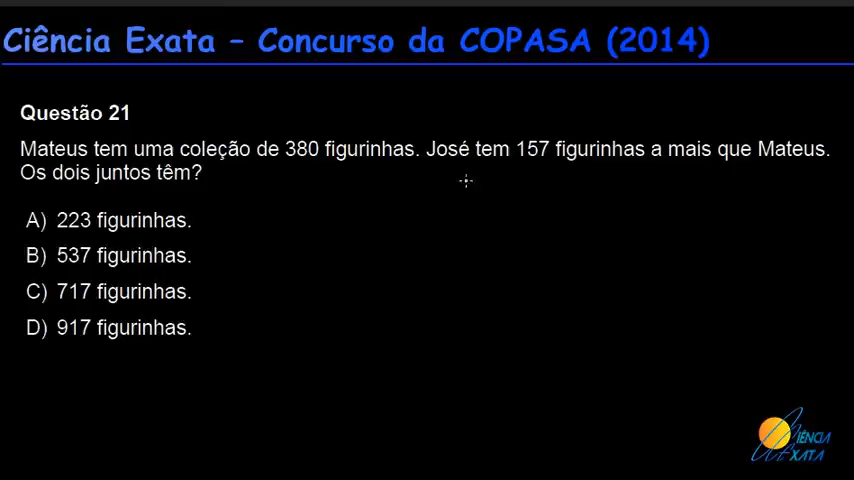 Ciência Exata – Concurso da COPASA (2014)
Questão 21
Mateus tem uma coleção de 380 figurinhas. José tem 157 figurinhas a mais que Mateus.
Os dois juntos têm?
A) 223 figurinhas.
B) 537 figurinhas.
C) 717 figurinhas.
D) 917 figurinhas.
CIÊNCIA
EXATA